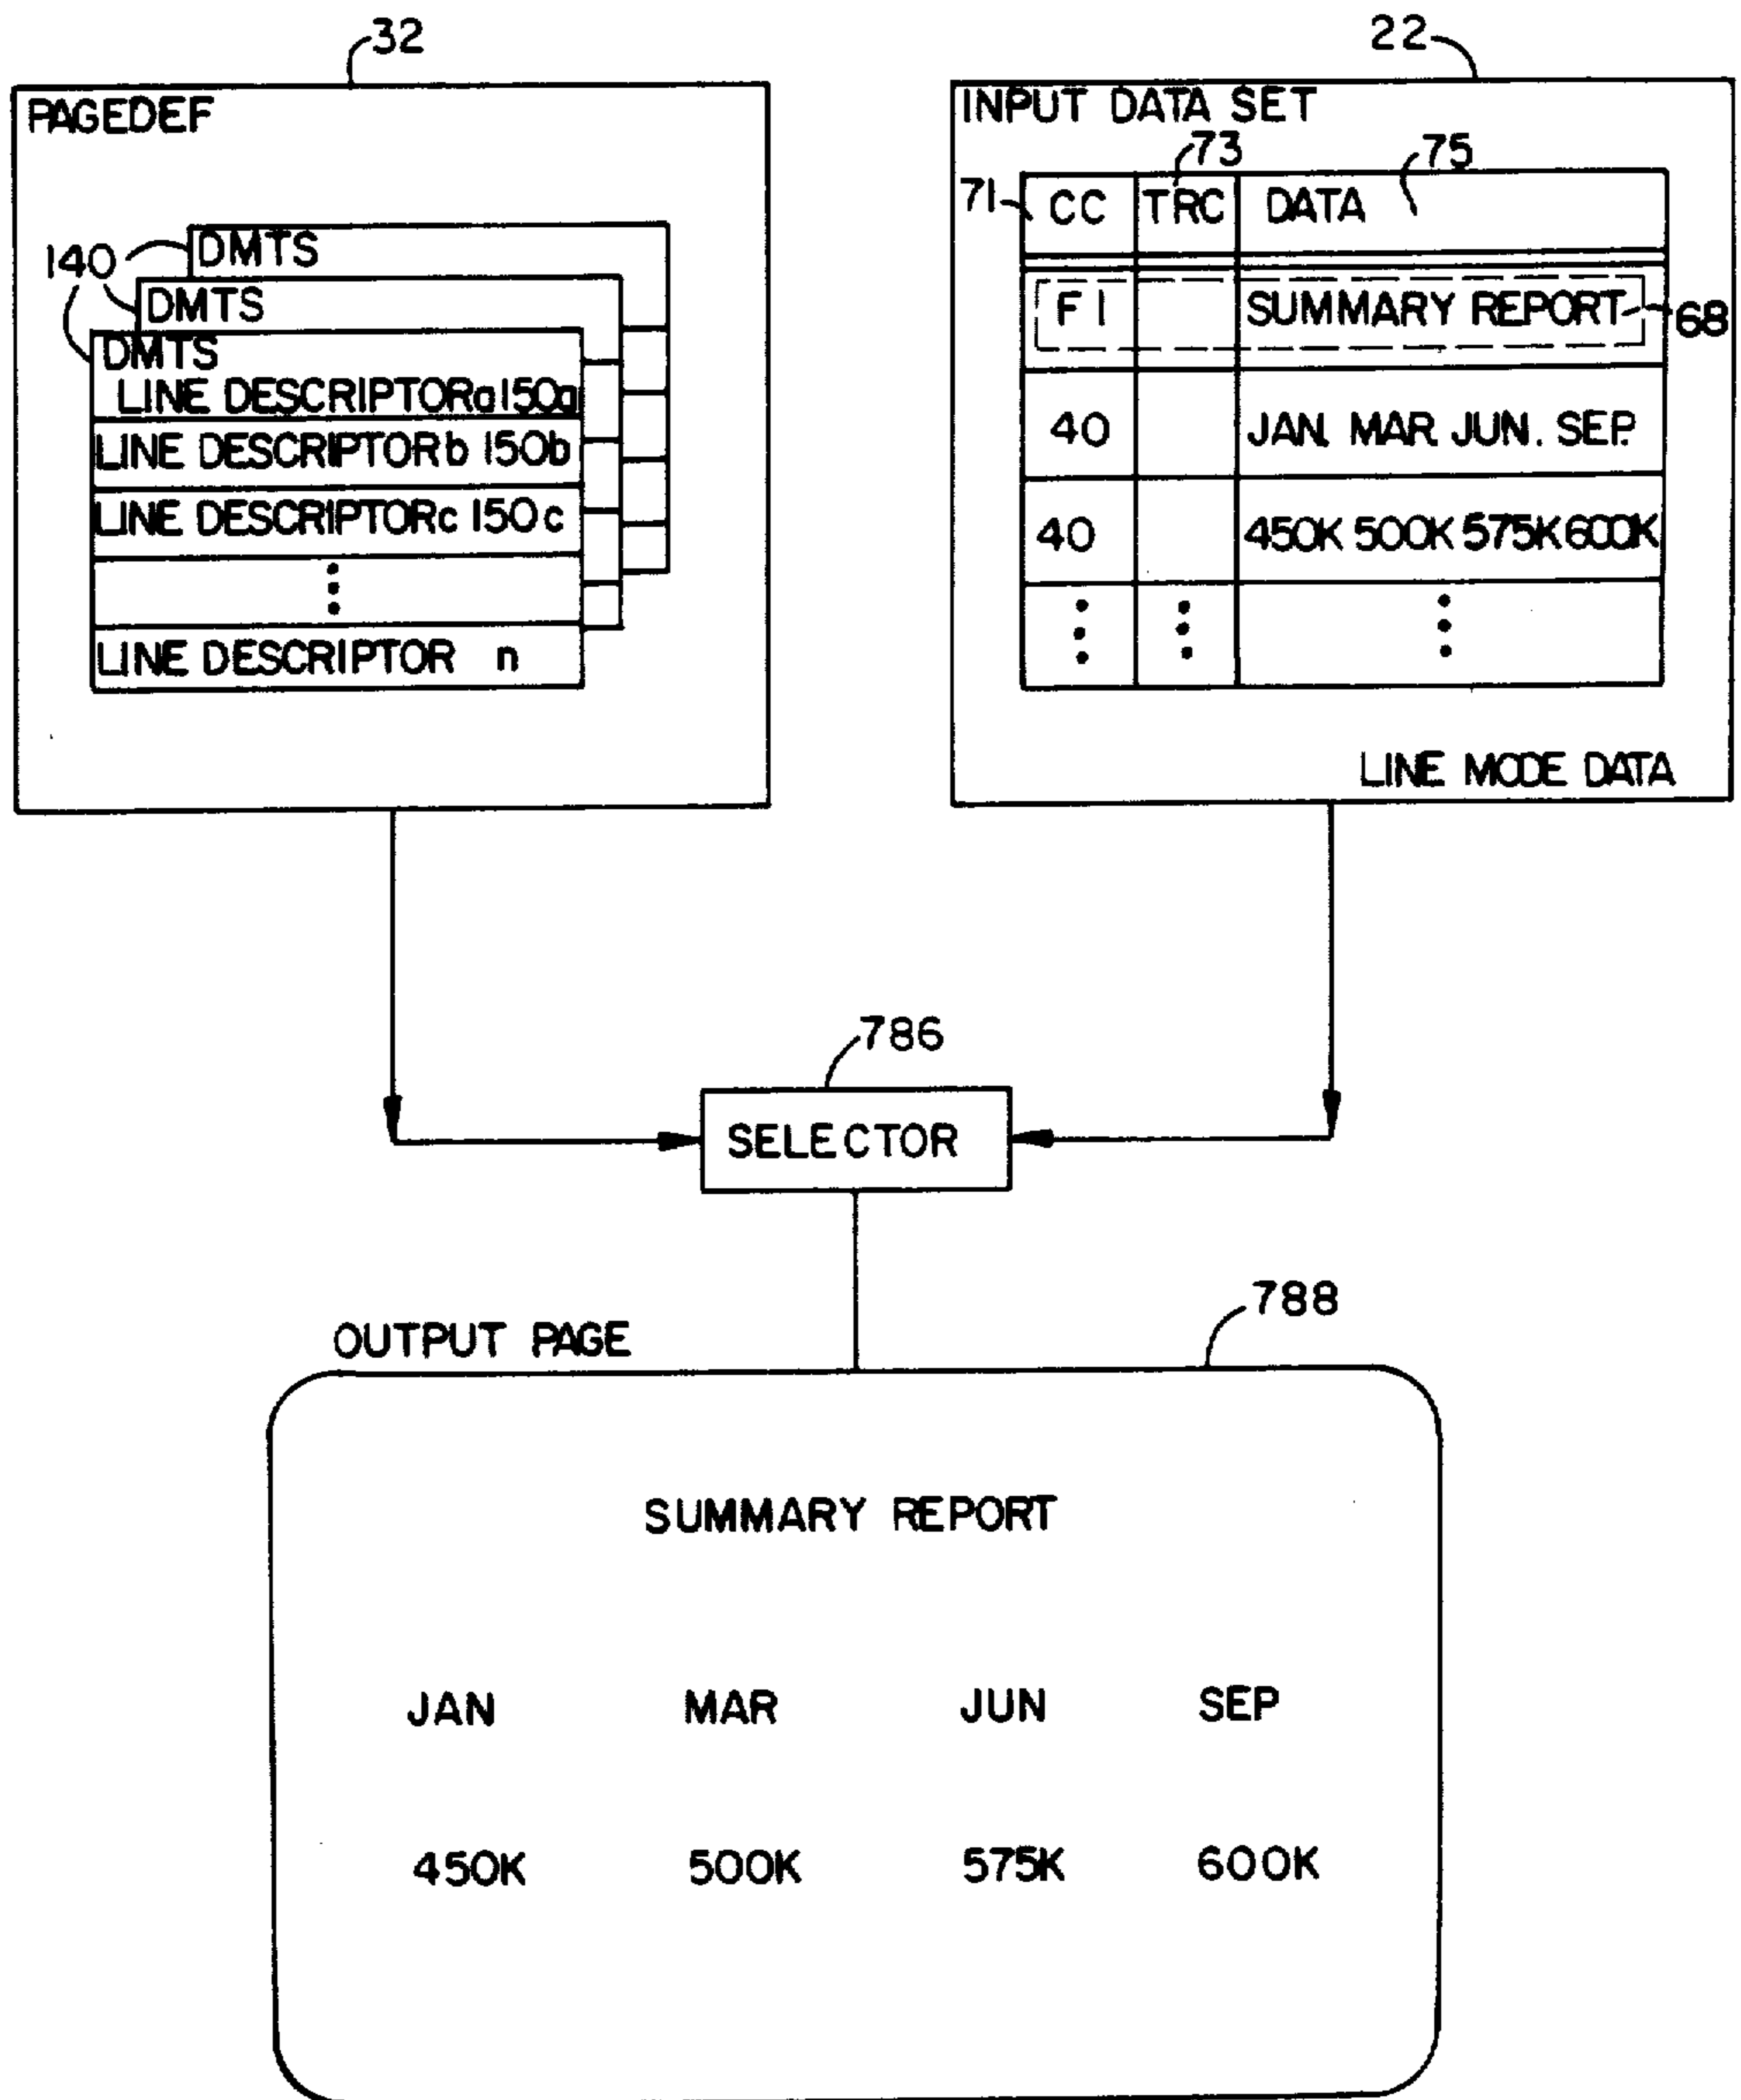 32
PAGEDEF
140
DMTS
DMTS
DMTS
LINE DESCRIPTORa 150a
LINE DESCRIPTORb 150b
LINE DESCRIPTORc 150c
LINE DESCRIPTOR n
22
INPUT DATA SET
73
75
71 CC TRC DATA
F1 SUMMARY REPORT 68
40 JAN. MAR. JUN. SEP.
40 450K 500K 575K 600K
LINE MODE DATA
786
SELECTOR
788
OUTPUT PAGE
SUMMARY REPORT
JAN MAR JUN SEP
450K 500K 575K 600K